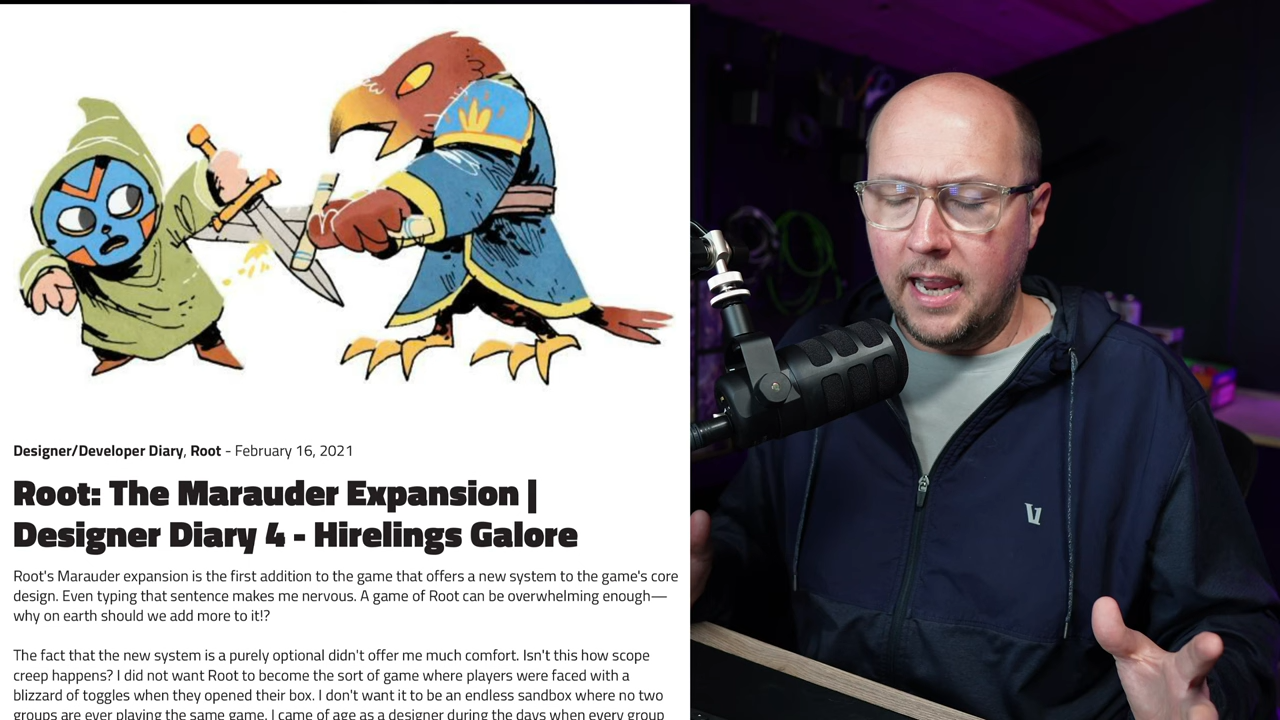 Designer/Developer Diary, Root - February 16, 2021
Root: The Marauder Expansion |
Designer Diary 4 - Hirelings Galore
Root's Marauder expansion is the first addition to the game that offers a new system to the game's core
design. Even typing that sentence makes me nervous. A game of Root can be overwhelming enough—
why on earth should we add more to it!?
The fact that the new system is a purely optional didn't offer me much comfort. Isn't this how scope
creep happens? I did not want Root to become the sort of game where players were faced with a
blizzard of toggles when they opened their box. I don't want it to be an endless sandbox where no two
groups are ever playing the same game. I came of age as a designer during the days when every group